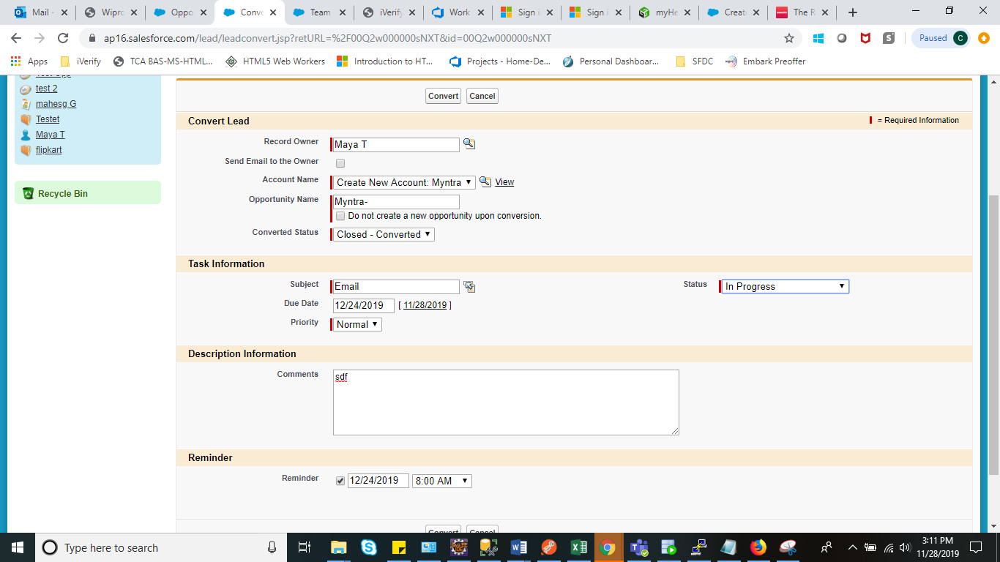 Mail -
Wipro
Oppo
Conve
Team
iVerify
Work
Sign i
Sign i
myHe
Create
The R
ap16.salesforce.com/lead/leadconvert.jsp?retURL=%2F00Q2w000000sNXT&id=00Q2w000000sNXT
Paused C
Apps
iVerify
TCA BAS-MS-HTML...
HTML5 Web Workers
Introduction to HT...
Projects - Home-De...
Personal Dashboar...
SFDC
Embark Preoffer
test 2
mahesg G
Testet
Maya T
flipkart
Recycle Bin
Convert Cancel
Convert Lead
= Required Information
Record Owner Maya T
Send Email to the Owner
Account Name Create New Account: Myntra View
Opportunity Name Myntra-
Do not create a new opportunity upon conversion.
Converted Status Closed - Converted
Task Information
Subject Email Status In Progress
Due Date 12/24/2019 [ 11/28/2019 ]
Priority Normal
Description Information
Comments sdf
Reminder
Reminder 12/24/2019 8:00 AM
Convert Cancel
Type here to search
3:11 PM
11/28/2019